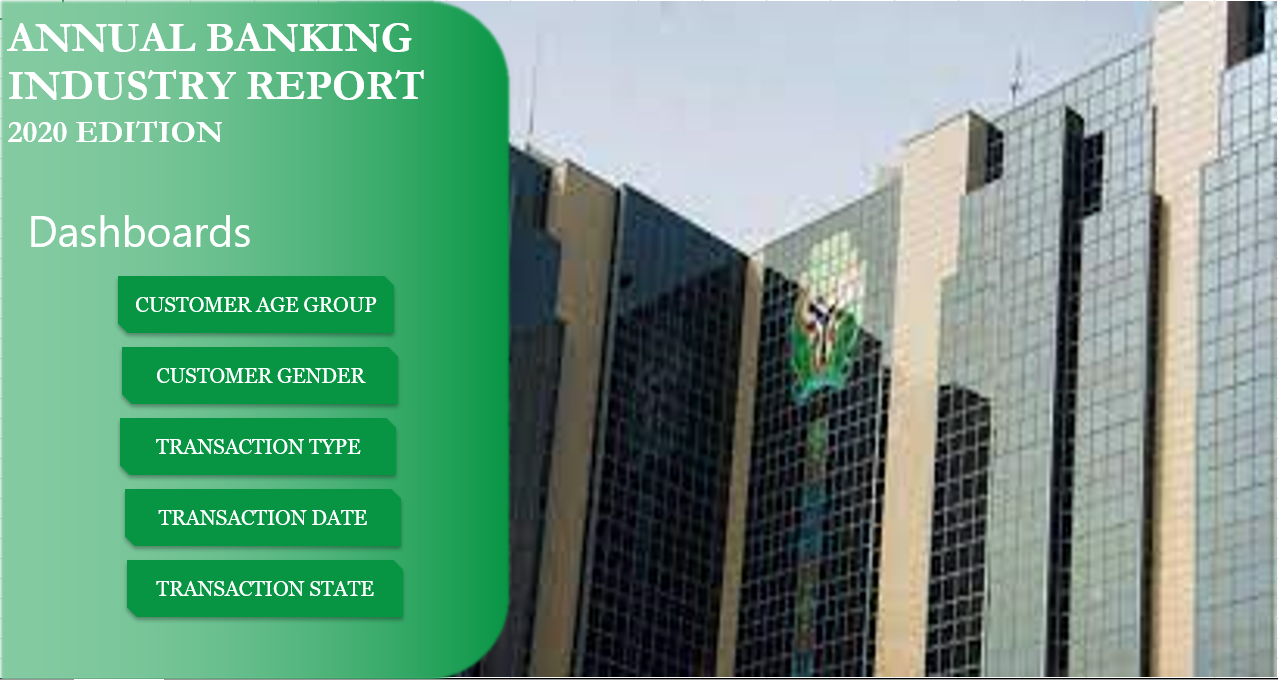 ANNUAL BANKING
INDUSTRY REPORT
2020 EDITION
Dashboards
CUSTOMER AGE GROUP
CUSTOMER GENDER
TRANSACTION TYPE
TRANSACTION DATE
TRANSACTION STATE